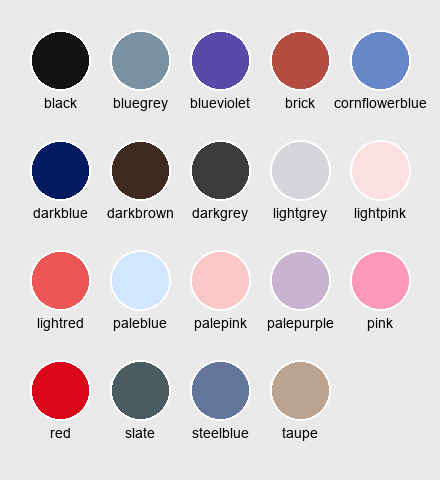 black bluegrey blueviolet brick cornflowerblue
darkblue darkbrown darkgrey lightgrey lightpink
lightred paleblue palepink palepurple pink
red slate steelblue taupe